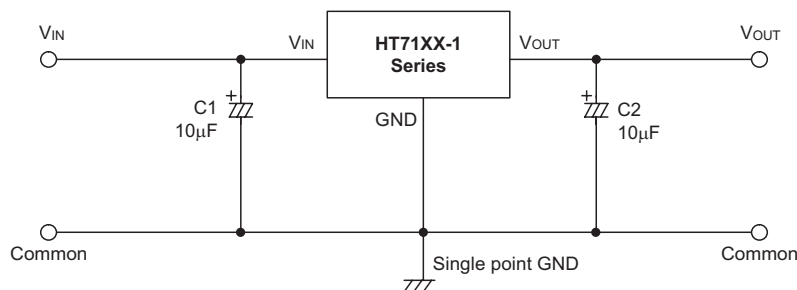 VIN
VIN
HT71XX-1
Series
VOUT
VOUT
+
C1
10μF
GND
+
C2
10μF
Common
Single point GND
Common